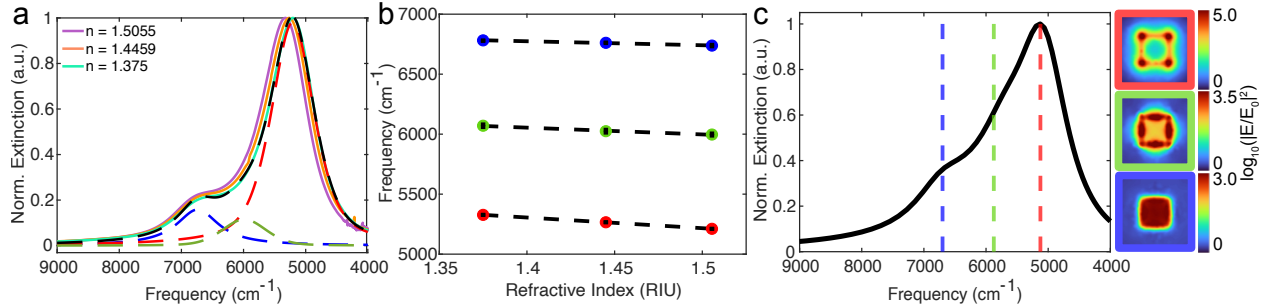 a
Norm. Extinction (a.u.)
1
0.8
0.6
0.4
0.2
0
n = 1.5055
n = 1.4459
n = 1.375
9000 8000 7000 6000 5000 4000
Frequency (cm⁻¹)
b
Frequency (cm⁻¹)
7000
6000
5000
1.35 1.4 1.45 1.5
Refractive Index (RIU)
c
Norm. Extinction (a.u.)
1
0.8
0.6
0.4
0.2
0
9000 8000 7000 6000 5000 4000
Frequency (cm⁻¹)
5.0
0
3.5
0
3.0
0
log₁₀(|E/E₀|²)